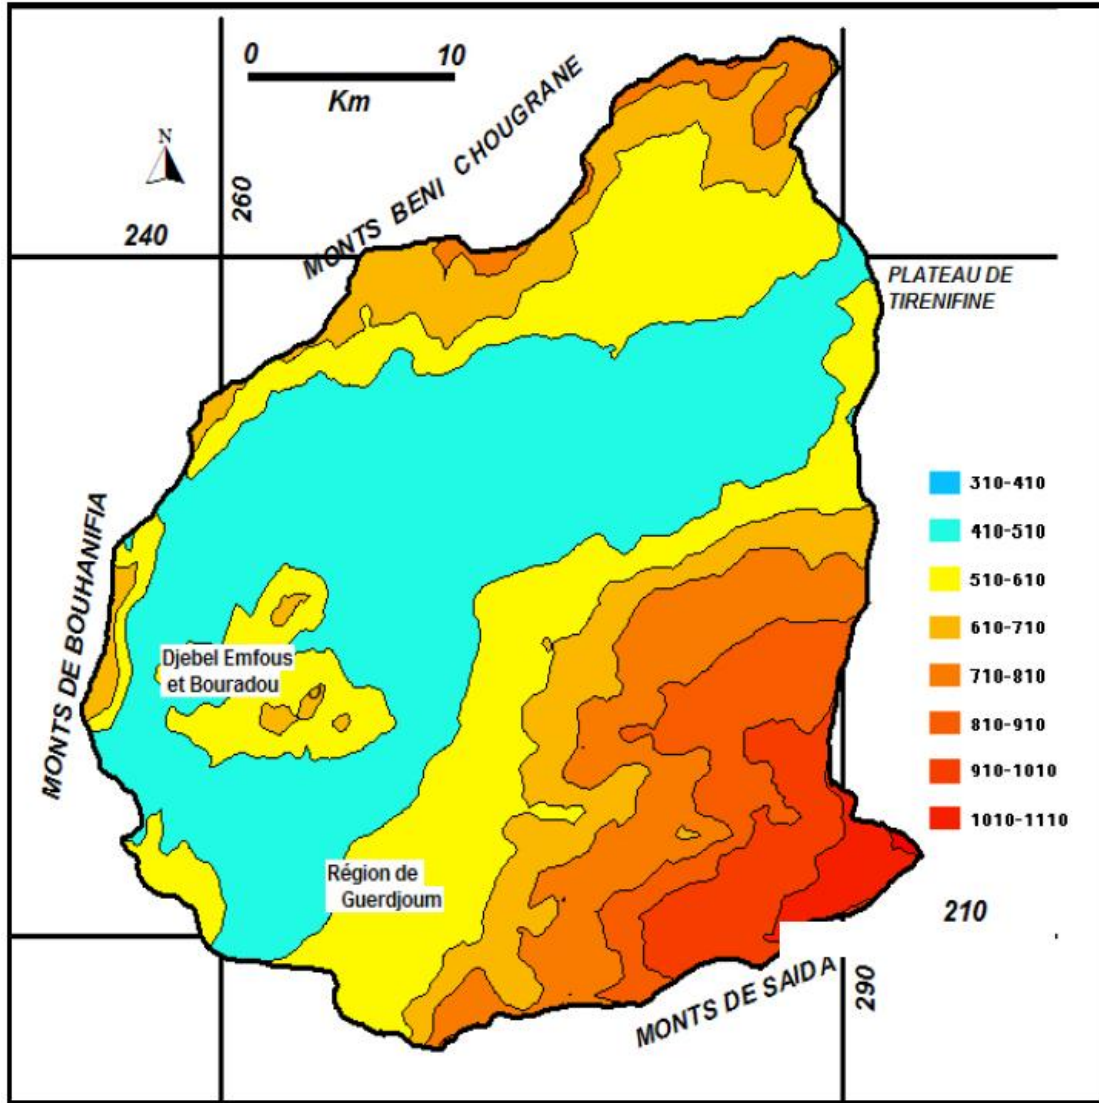 0 10
Km
N
MONTS BENI CHOUGRANE
260
240
PLATEAU DE
TIRENIFINE
310-410
410-510
510-610
610-710
710-810
810-910
910-1010
1010-1110
MONTS DE BOUHANIFIA
Djebel Emfous
et Bouradou
Région de
Guerdjoum
210
290
MONTS DE SAIDA